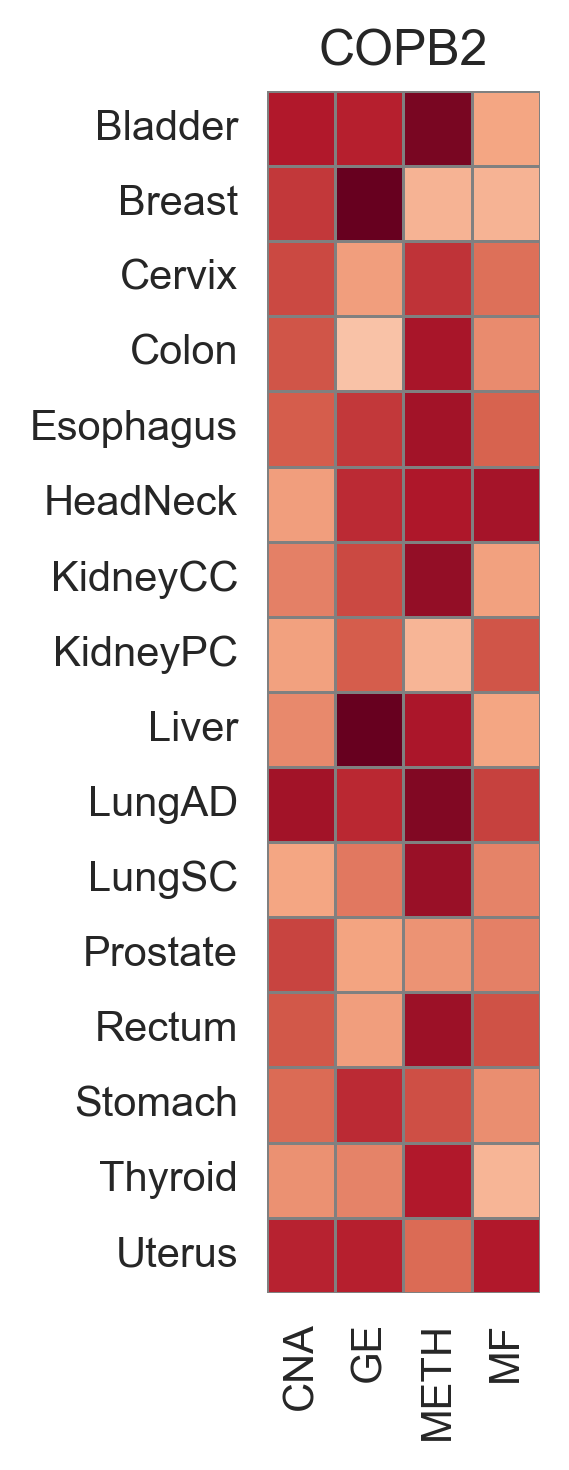 COPB2
Bladder
Breast
Cervix
Colon
Esophagus
HeadNeck
KidneyCC
KidneyPC
Liver
LungAD
LungSC
Prostate
Rectum
Stomach
Thyroid
Uterus
CNA
GE
METH
MF